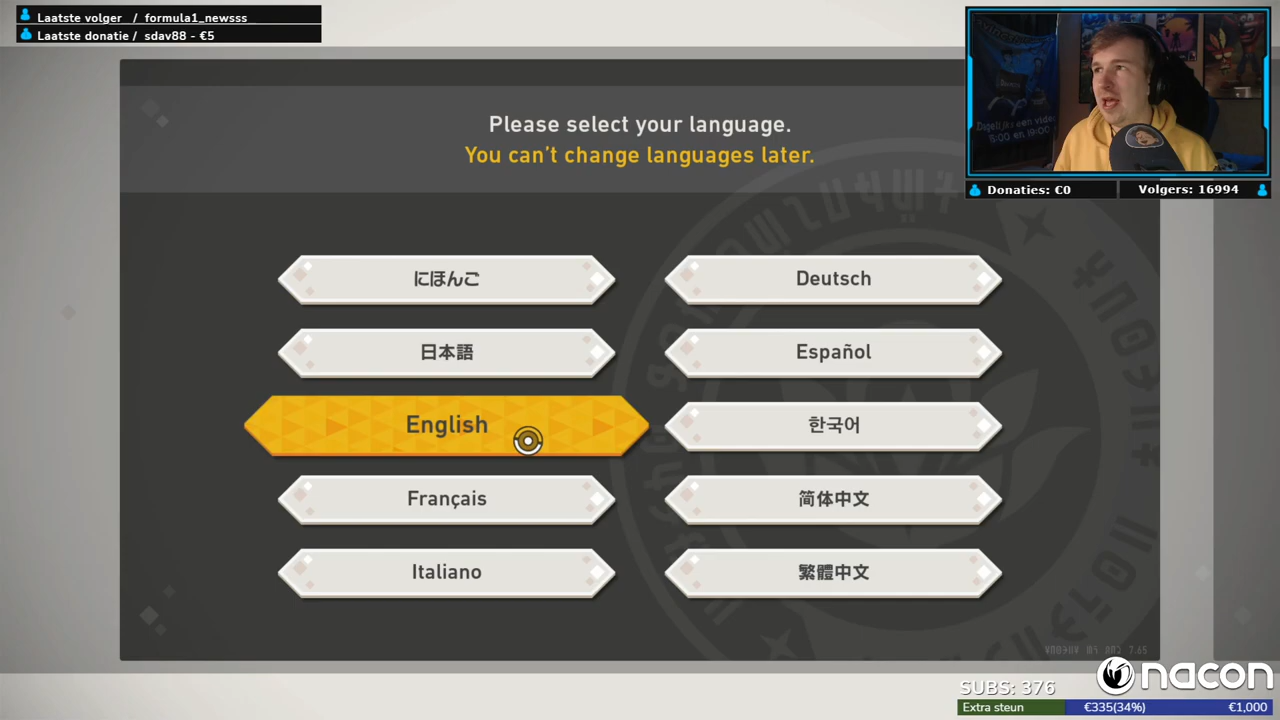 Laatste volger / formula1_newsss
Laatste donatie / sdav88 - €5
Please select your language.
You can't change languages later.
にほんご
Deutsch
日本語
Español
English
한국어
Français
简体中文
Italiano
繁體中文
Donaties: €0
Volgers: 16994
nacon
SUBS: 376
Extra steun
€335(34%)
€1,000